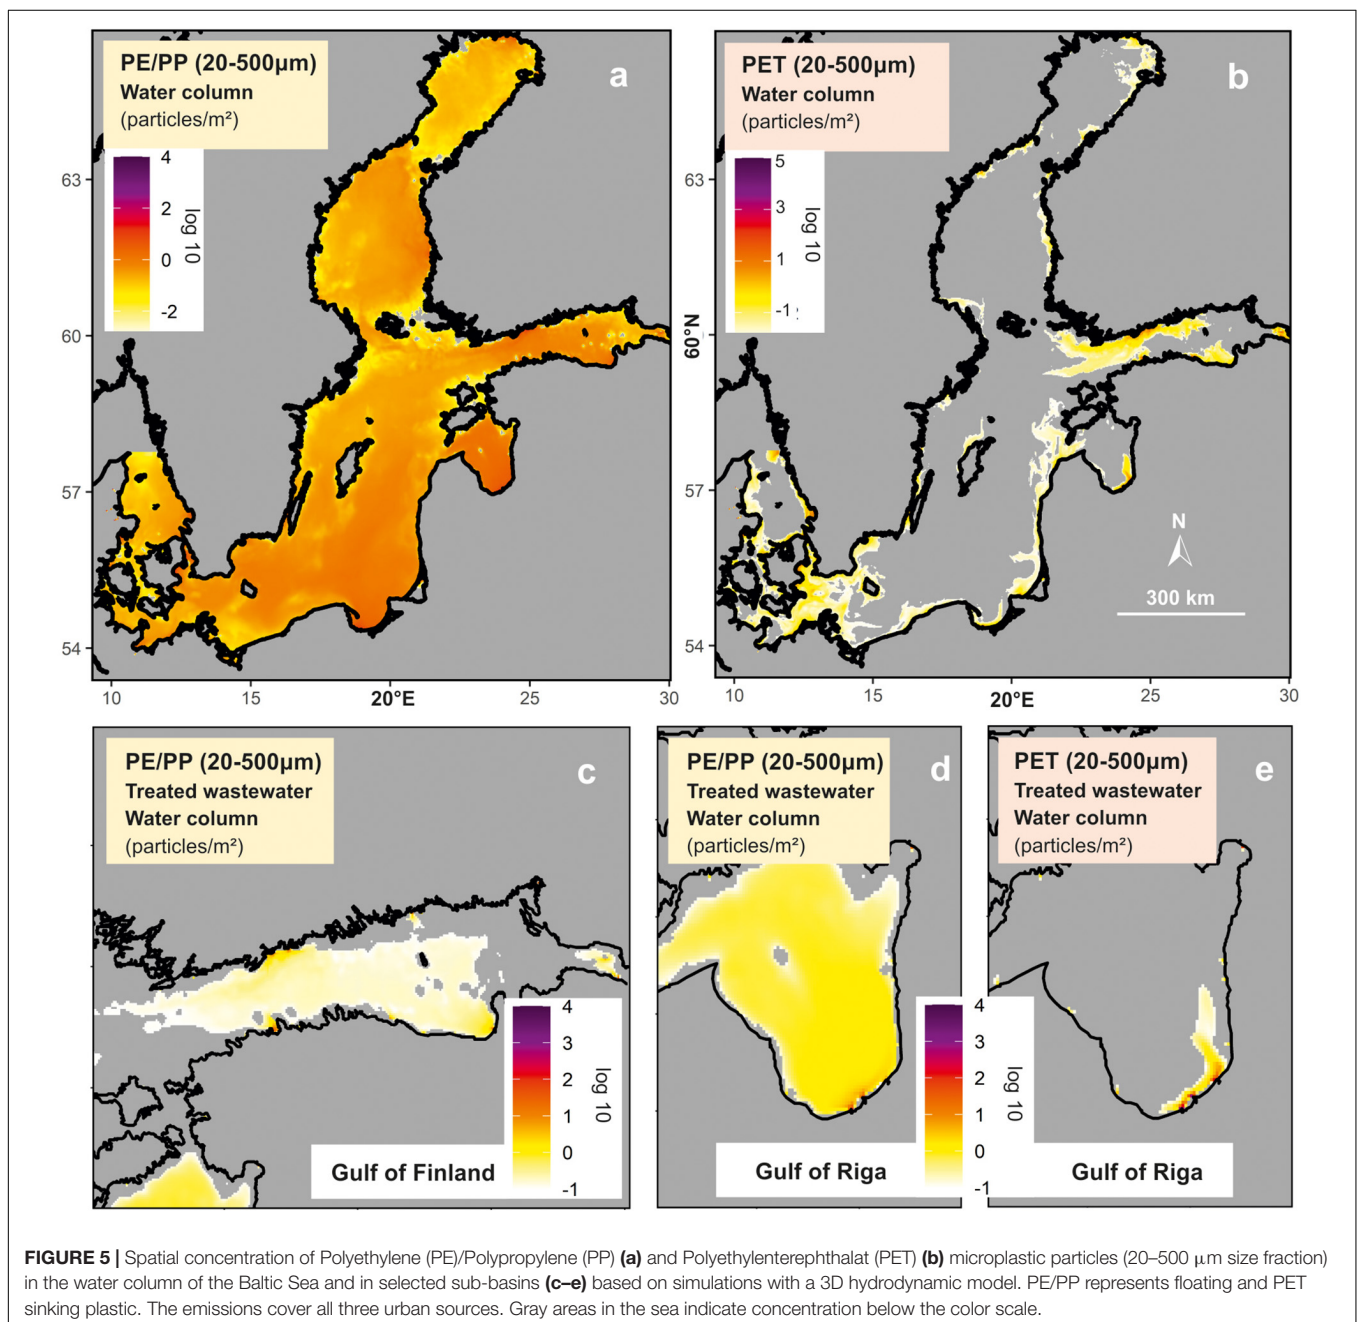 PE/PP (20-500µm)
Water column
(particles/m²)
a
4
2
0
-2
log 10
63
60
57
54
10
15
20°E
25
30
PET (20-500µm)
Water column
(particles/m²)
b
5
3
1
-1
log 10
63
60°N
57
54
N
300 km
10
15
20°E
25
30
PE/PP (20-500µm)
Treated wastewater
Water column
(particles/m²)
c
4
3
2
1
0
-1
log 10
Gulf of Finland
PE/PP (20-500µm)
Treated wastewater
Water column
(particles/m²)
d
Gulf of Riga
4
3
2
1
0
-1
log 10
PET (20-500µm)
Treated wastewater
Water column
(particles/m²)
e
Gulf of Riga
FIGURE 5 | Spatial concentration of Polyethylene (PE)/Polypropylene (PP) (a) and Polyethylenterephthalat (PET) (b) microplastic particles (20–500 µm size fraction)
in the water column of the Baltic Sea and in selected sub-basins (c–e) based on simulations with a 3D hydrodynamic model. PE/PP represents floating and PET
sinking plastic. The emissions cover all three urban sources. Gray areas in the sea indicate concentration below the color scale.